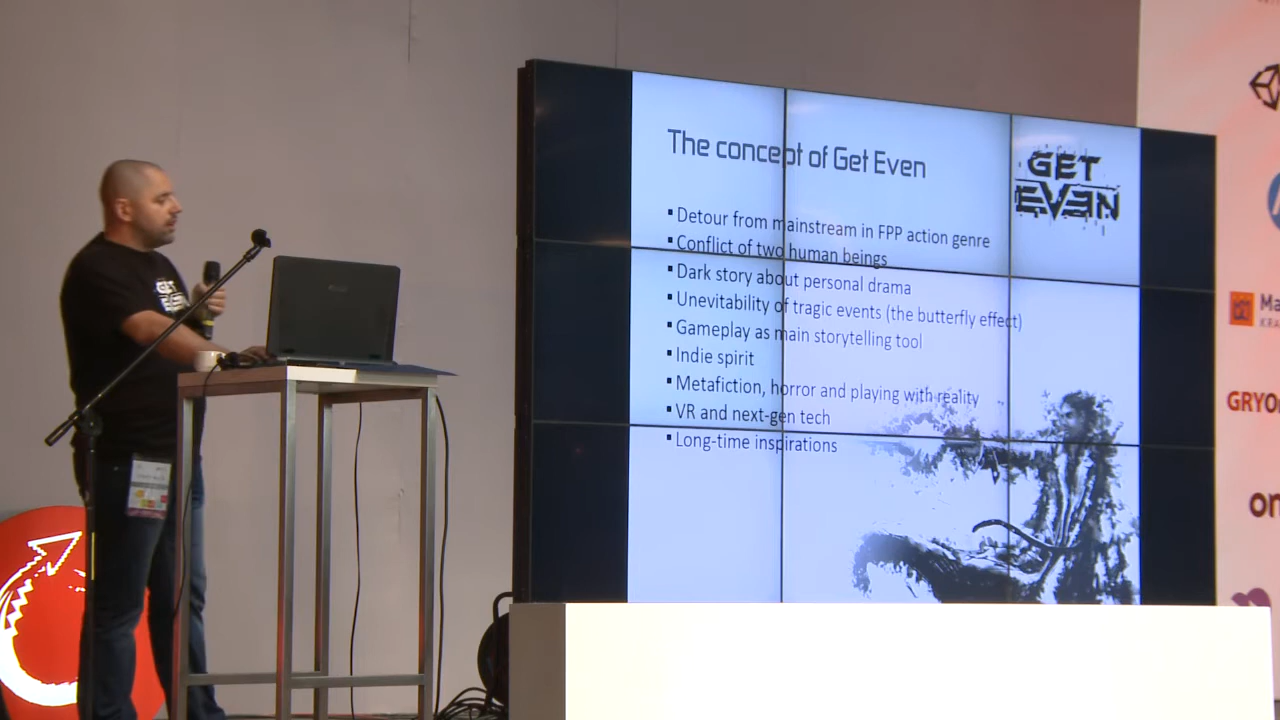 The concept of Get Even
GET
EVEN
Detour from mainstream in FPP action genre
Conflict of two human beings
Dark story about personal drama
Unevitability of tragic events (the butterfly effect)
Gameplay as main storytelling tool
Indie spirit
Metafiction, horror and playing with reality
VR and next-gen tech
Long-time inspirations
GET
EVEN